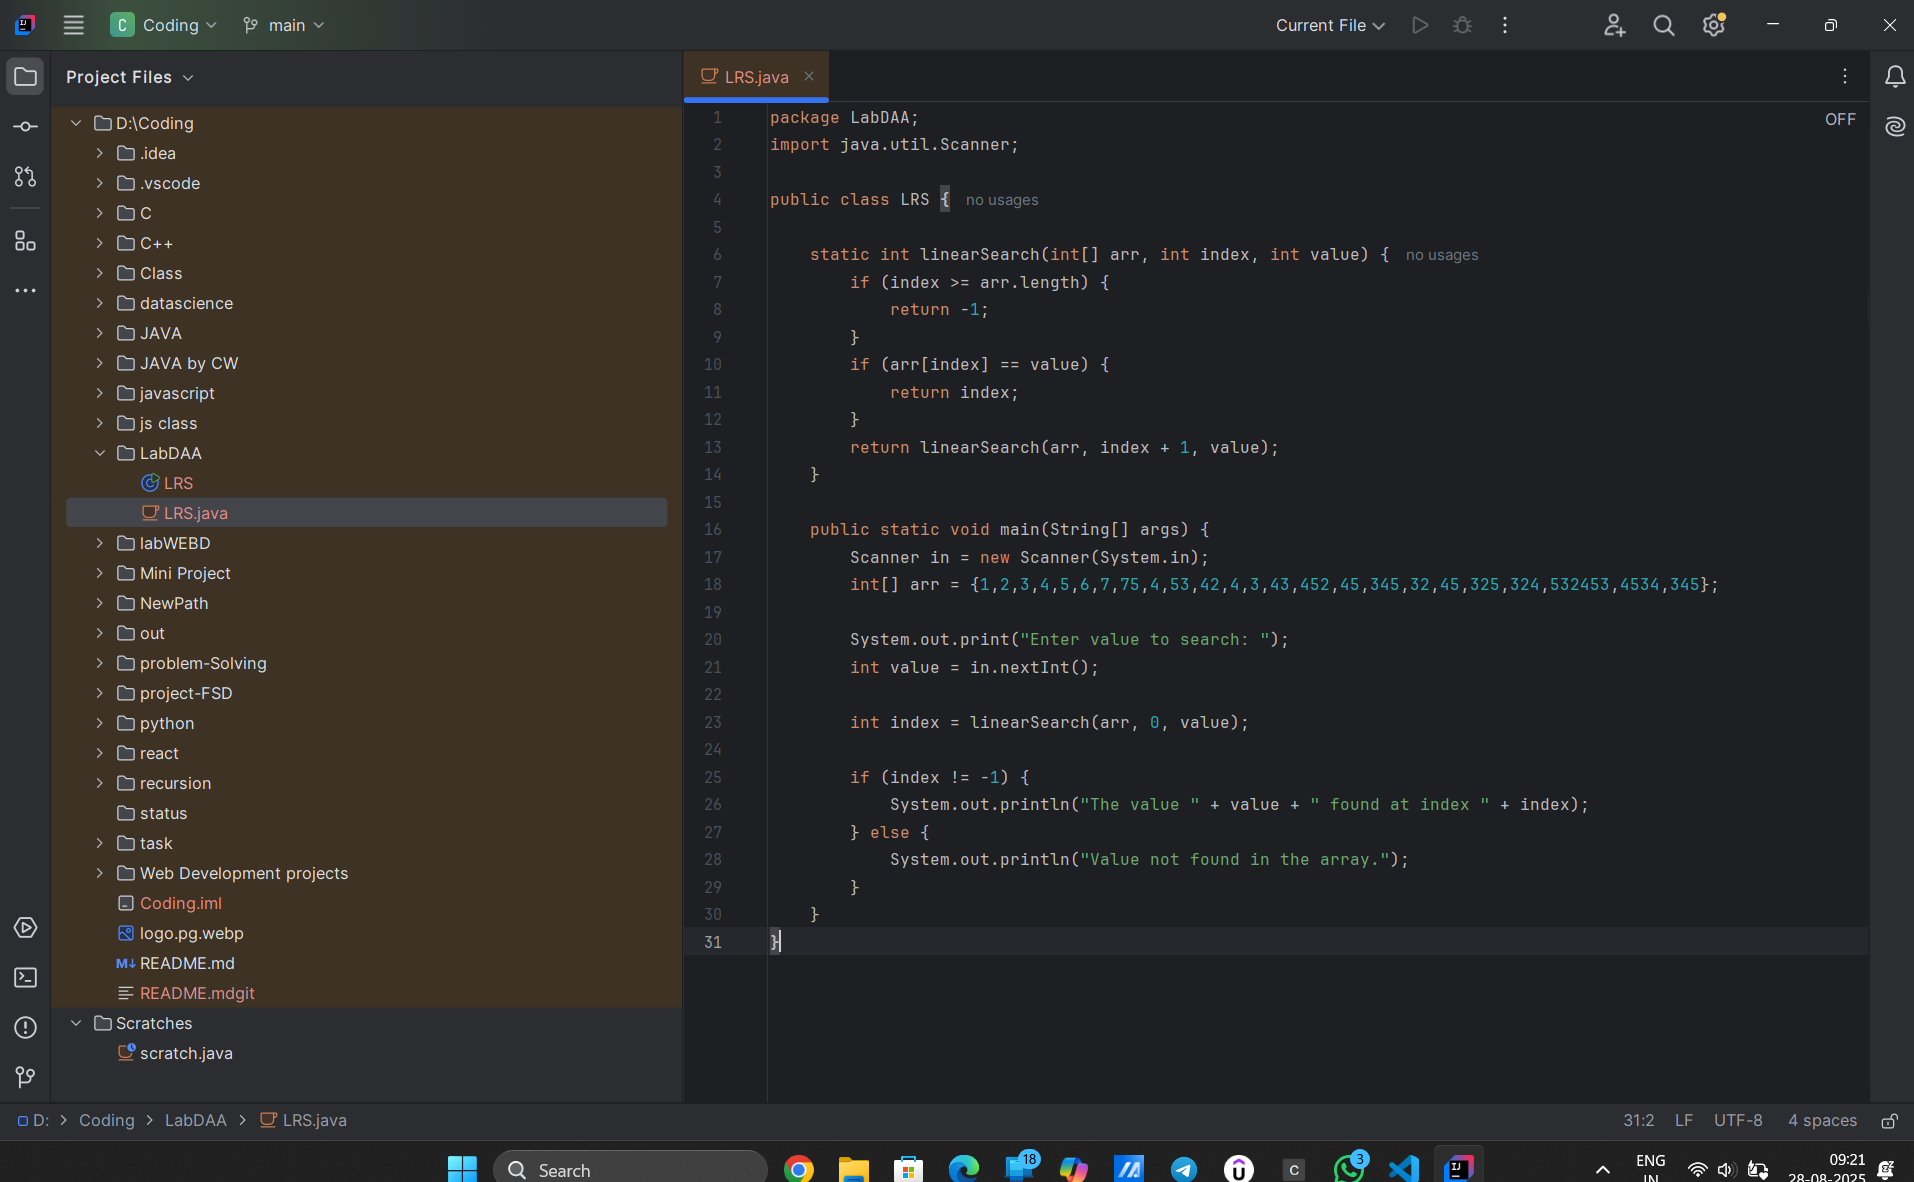 Coding main Current File
Project Files
LRS.java
D:\Coding
.idea
.vscode
C
C++
Class
datascience
JAVA
JAVA by CW
javascript
js class
LabDAA
LRS
LRS.java
labWEBD
Mini Project
NewPath
out
problem-Solving
project-FSD
python
react
recursion
status
task
Web Development projects
Coding.iml
logo.pg.webp
README.md
README.mdgit
Scratches
scratch.java
OFF
1 package LabDAA;
2 import java.util.Scanner;
3
4 public class LRS { no usages
5
6 static int linearSearch(int[] arr, int index, int value) { no usages
7 if (index >= arr.length) {
8 return -1;
9 }
10 if (arr[index] == value) {
11 return index;
12 }
13 return linearSearch(arr, index + 1, value);
14 }
15
16 public static void main(String[] args) {
17 Scanner in = new Scanner(System.in);
18 int[] arr = {1,2,3,4,5,6,7,75,4,53,42,4,3,43,452,45,345,32,45,325,324,532453,4534,345};
19
20 System.out.print("Enter value to search: ");
21 int value = in.nextInt();
22
23 int index = linearSearch(arr, 0, value);
24
25 if (index != -1) {
26 System.out.println("The value " + value + " found at index " + index);
27 } else {
28 System.out.println("Value not found in the array.");
29 }
30 }
31 }
D: > Coding > LabDAA > LRS.java
31:2 LF UTF-8 4 spaces
Search
18
3
ENG
IN
09:21
28-08-2025